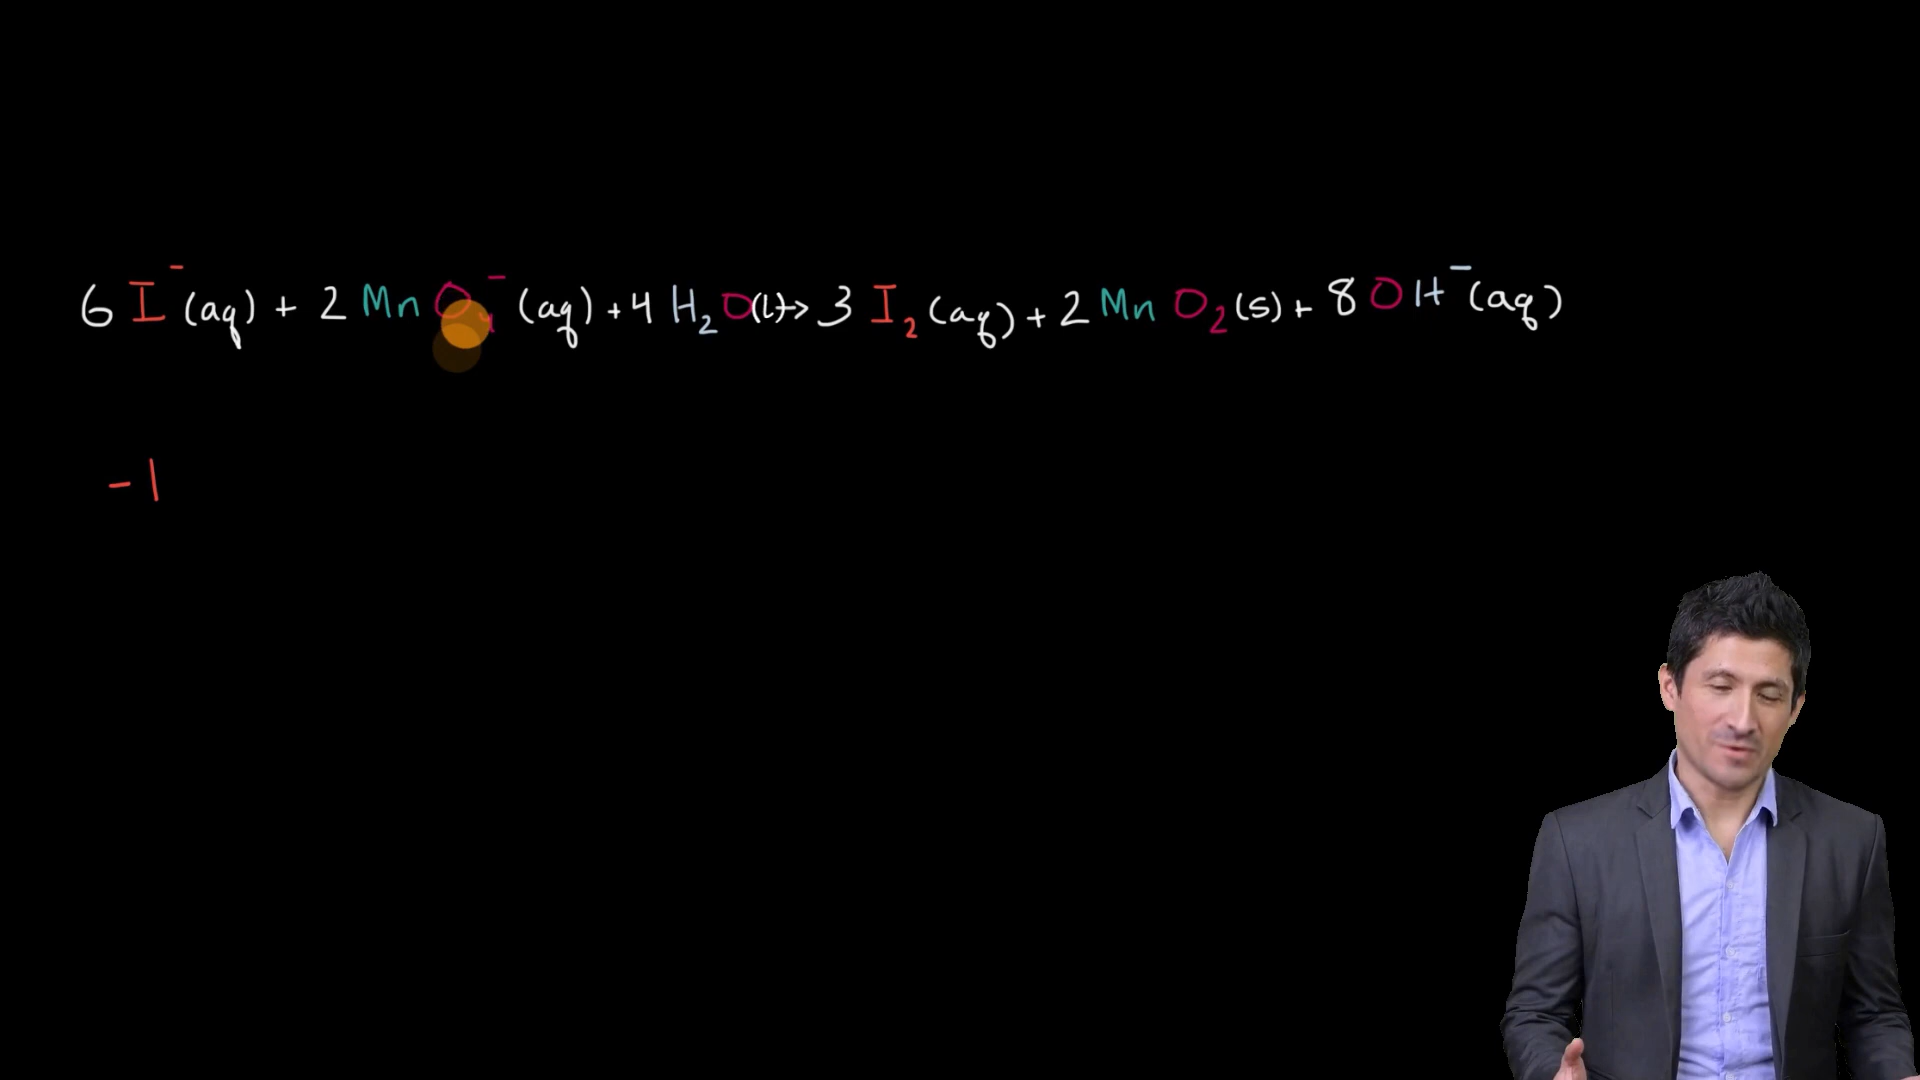 6 I⁻ (aq) + 2 MnO₄⁻ (aq) + 4 H₂O(l) → 3 I₂ (aq) + 2 MnO₂ (s) + 8 OH⁻ (aq)
-1